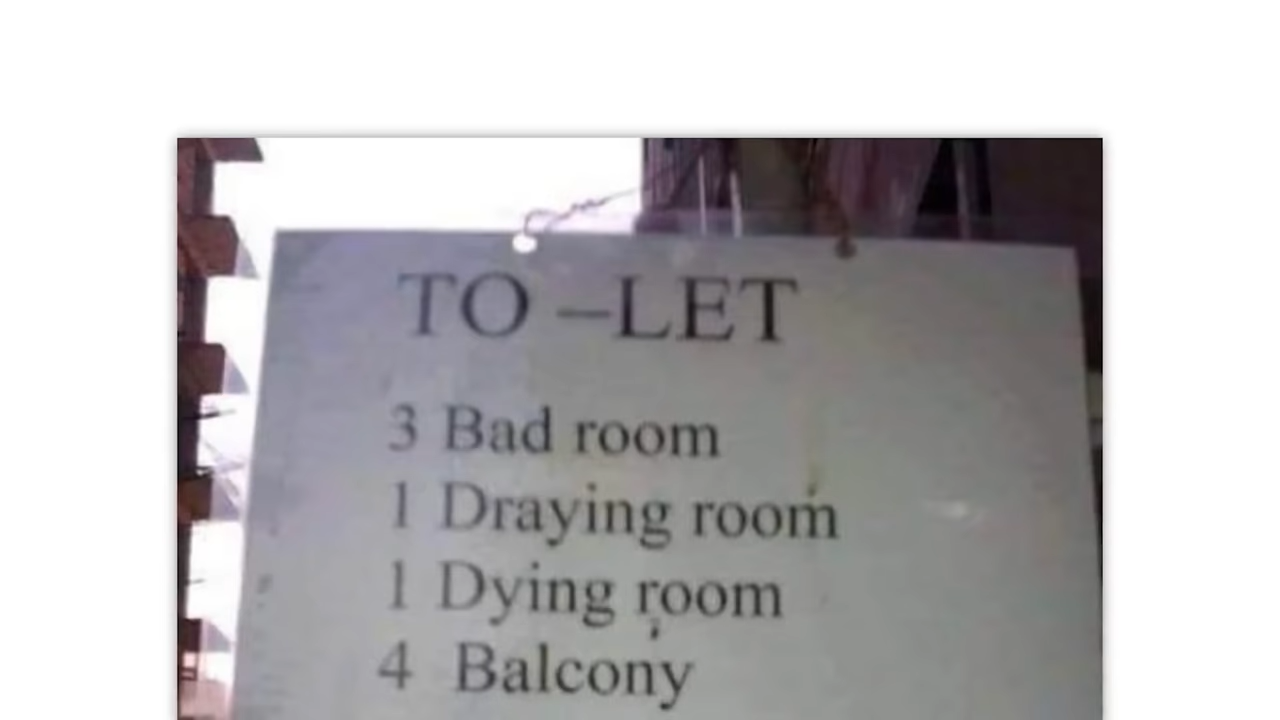 TO –LET
3 Bad room
1 Draying room
1 Dying room
4 Balcony